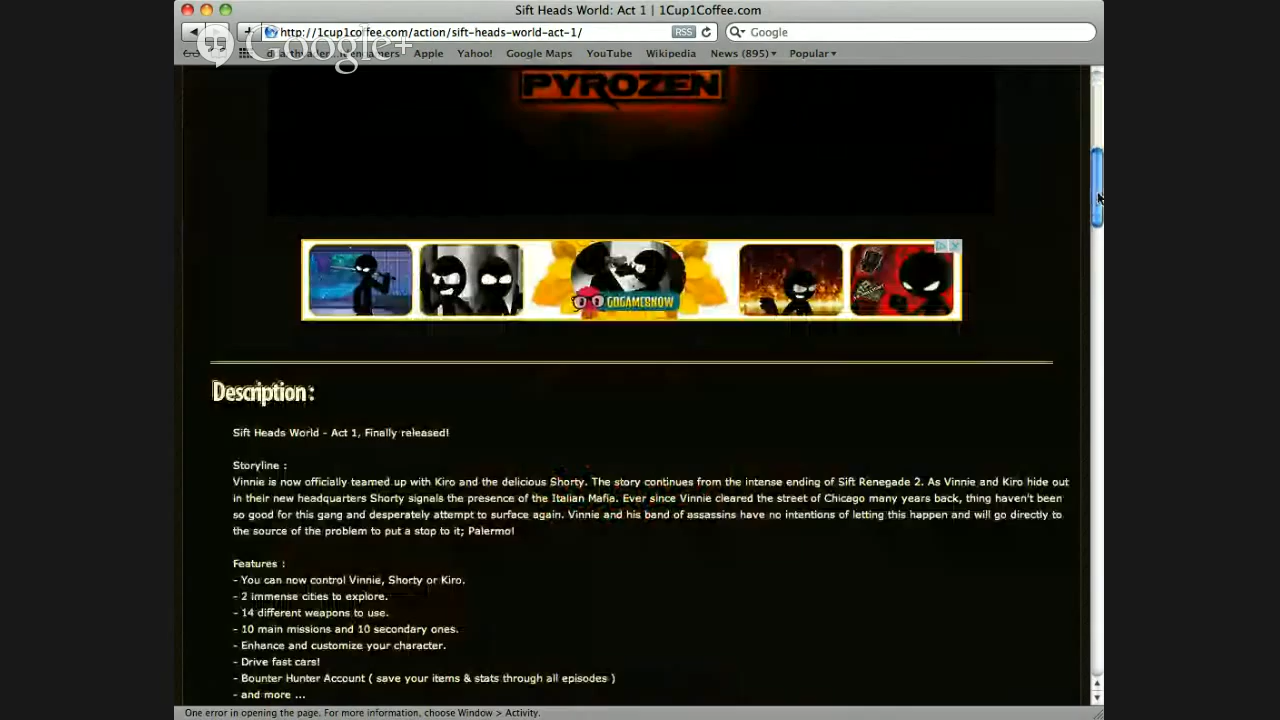 Sift Heads World: Act 1 | 1Cup1Coffee.com
http://1cup1coffee.com/action/sift-heads-world-act-1/
RSS
Google
Google+
Apple
Yahoo!
Google Maps
YouTube
Wikipedia
News (895)
Popular
PYROZEN
GOGAMESNOW
Description :
Sift Heads World - Act 1, Finally released!
Storyline :
Vinnie is now officially teamed up with Kiro and the delicious Shorty. The story continues from the intense ending of Sift Renegade 2. As Vinnie and Kiro hide out
in their new headquarters Shorty signals the presence of the Italian Mafia. Ever since Vinnie cleared the street of Chicago many years back, thing haven't been
so good for this gang and desperately attempt to surface again. Vinnie and his band of assassins have no intentions of letting this happen and will go directly to
the source of the problem to put a stop to it; Palermo!
Features :
- You can now control Vinnie, Shorty or Kiro.
- 2 immense cities to explore.
- 14 different weapons to use.
- 10 main missions and 10 secondary ones.
- Enhance and customize your character.
- Drive fast cars!
- Bounter Hunter Account ( save your items & stats through all episodes )
- and more ...
One error in opening the page. For more information, choose Window > Activity.